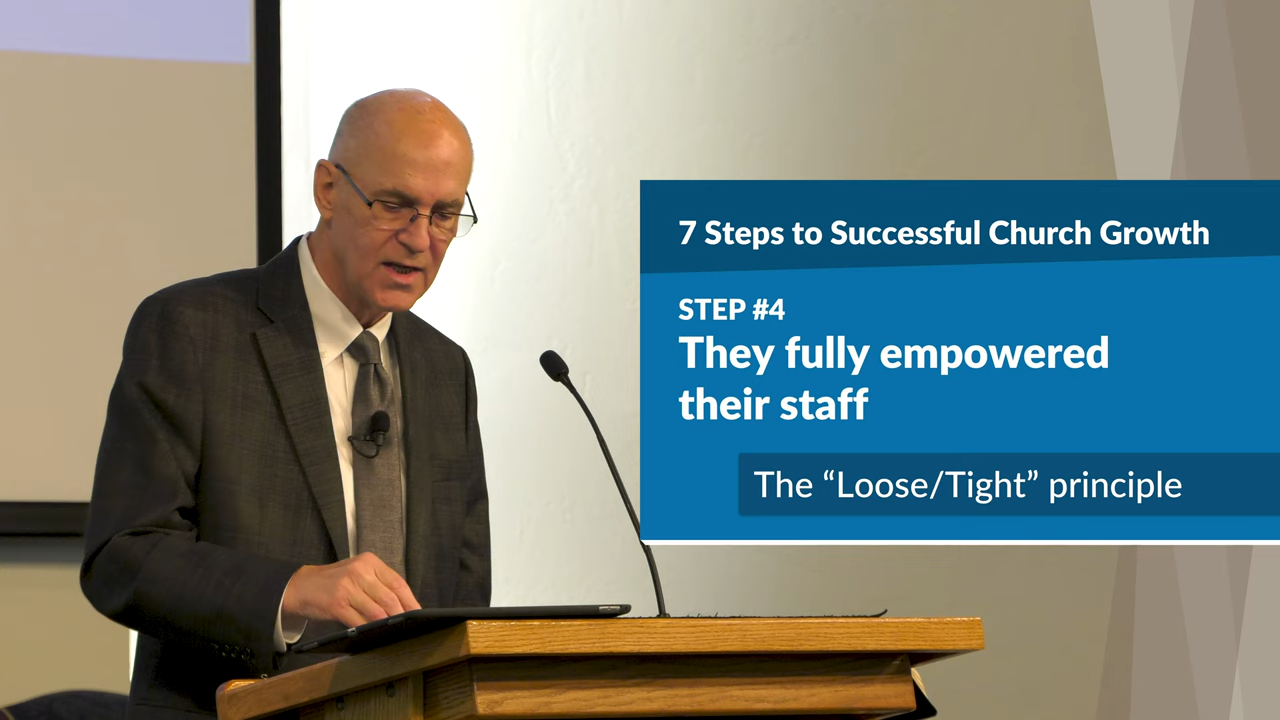 7 Steps to Successful Church Growth
STEP #4
They fully empowered
their staff
The “Loose/Tight” principle